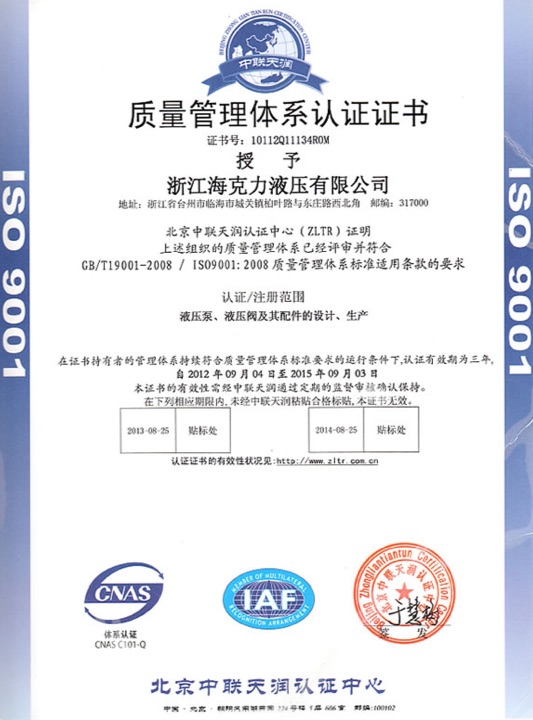 BEIJING ZHONG LIAN TIAN RUN CERTIFICATION CENTER
中联天润
质量管理体系认证证书
证书号：10112Q11134R0M
授 予
浙江海克力液压有限公司
地址：浙江省台州市临海市城关镇柏叶路与东庄路西北角 邮编：317000
北京中联天润认证中心（ZLTR）证明
上述组织的质量管理体系已经评审并符合
GB/T19001-2008 / ISO9001:2008 质量管理体系标准适用条款的要求
认证/注册范围
液压泵、液压阀及其配件的设计、生产
在证书持有者的管理体系持续符合质量管理体系标准要求的运行条件下,认证有效期为三年,
自 2012 年 09 月 04 日至 2015 年 09 月 03 日
本证书的有效性需经中联天润通过定期的监督审核确认保持。
在下列相应期限内,未经中联天润粘贴合格标贴,本证书无效。
2013-08-25 贴标处 2014-08-25 贴标处
认证证书的有效性状况见:http://www.zltr.com.cn
ISO 9001
ISO 9001
CNAS
体系认证
CNAS C101-Q
MEMBER OF MULTILATERAL
IAF
RECOGNITION ARRANGEMENT
Beijing Zhongliantianrun Certification
北京中联天润认证中
签 发
北京中联天润认证中心
中国·北京·朝阳 606 室 邮编:100102